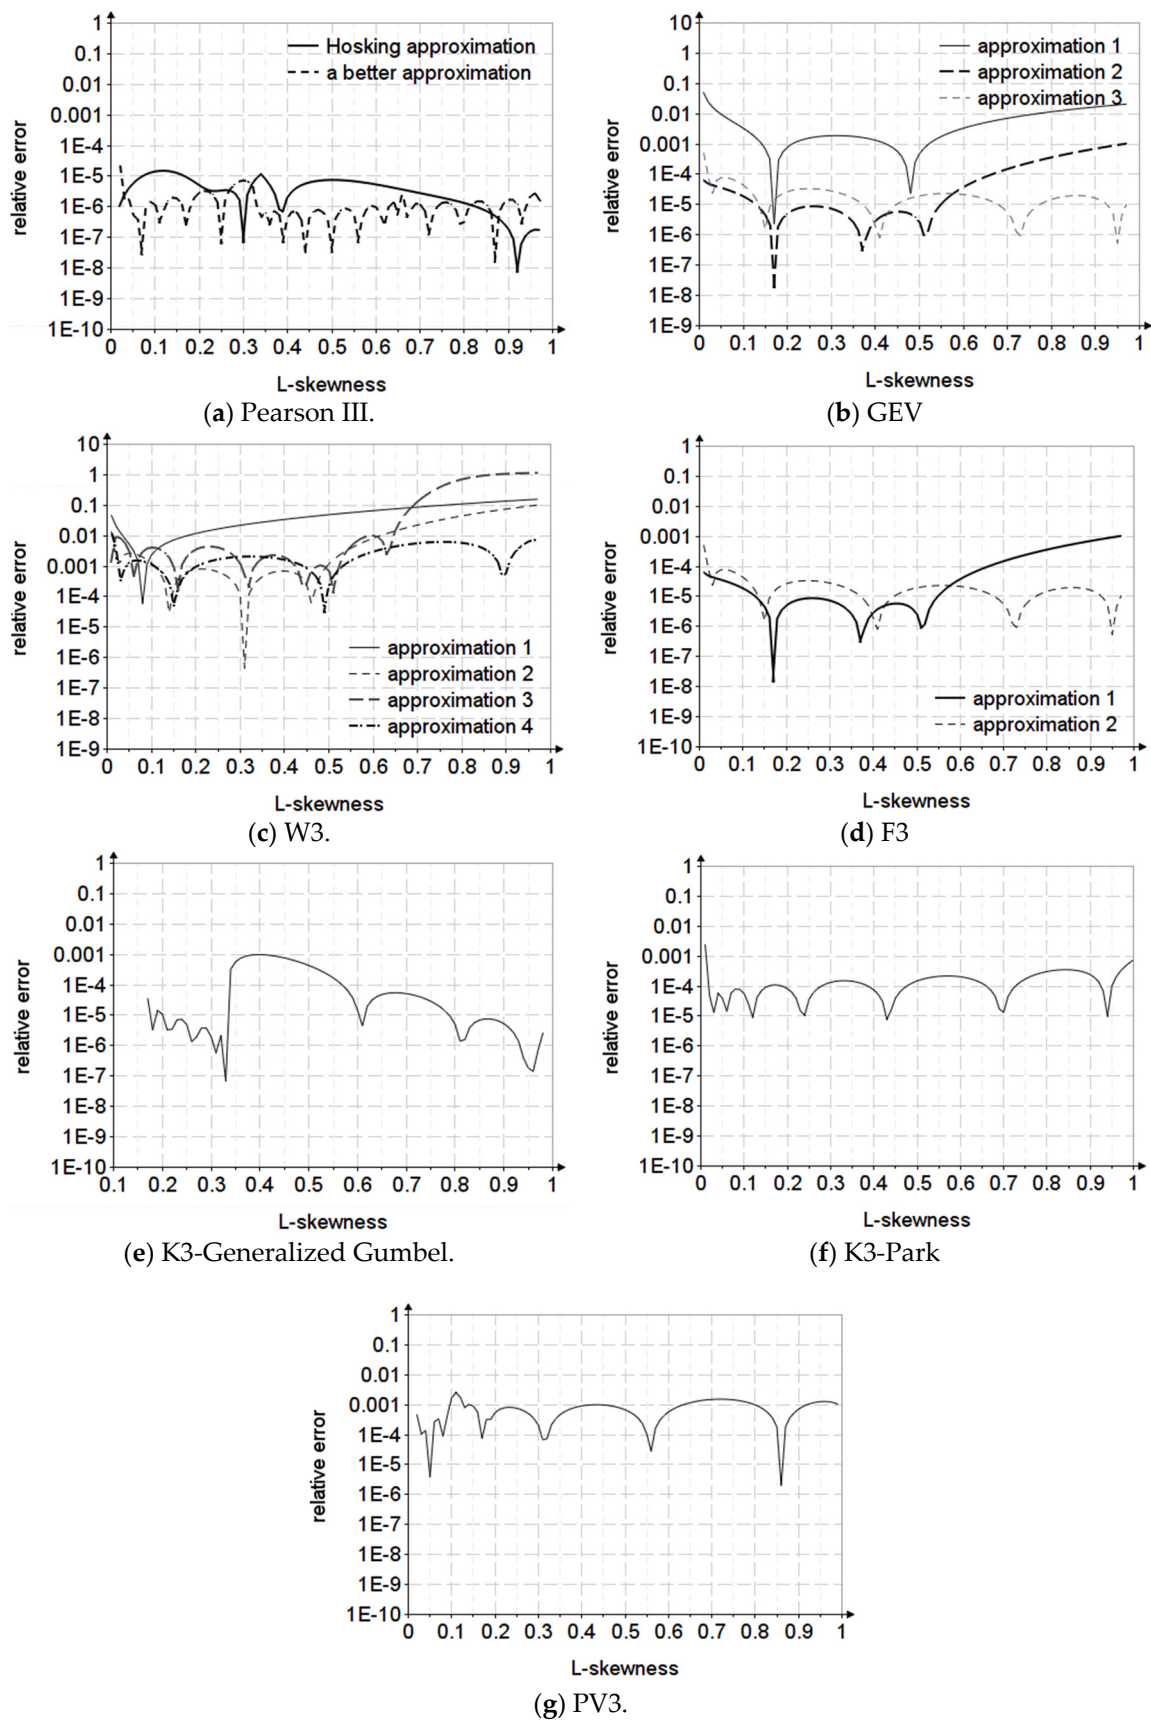 1
0.1
0.01
0.001
1E-4
1E-5
1E-6
1E-7
1E-8
1E-9
1E-10
relative error
Hosking approximation
a better approximation
0 0.1 0.2 0.3 0.4 0.5 0.6 0.7 0.8 0.9 1
L-skewness
(a) Pearson III.
10
1
0.1
0.01
0.001
1E-4
1E-5
1E-6
1E-7
1E-8
1E-9
relative error
approximation 1
approximation 2
approximation 3
0 0.1 0.2 0.3 0.4 0.5 0.6 0.7 0.8 0.9 1
L-skewness
(b) GEV
10
1
0.1
0.01
0.001
1E-4
1E-5
1E-6
1E-7
1E-8
1E-9
relative error
approximation 1
approximation 2
approximation 3
approximation 4
0 0.1 0.2 0.3 0.4 0.5 0.6 0.7 0.8 0.9 1
L-skewness
(c) W3.
1
0.1
0.01
0.001
1E-4
1E-5
1E-6
1E-7
1E-8
1E-9
1E-10
relative error
approximation 1
approximation 2
0 0.1 0.2 0.3 0.4 0.5 0.6 0.7 0.8 0.9 1
L-skewness
(d) F3
1
0.1
0.01
0.001
1E-4
1E-5
1E-6
1E-7
1E-8
1E-9
1E-10
relative error
0.1 0.2 0.3 0.4 0.5 0.6 0.7 0.8 0.9 1
L-skewness
(e) K3-Generalized Gumbel.
1
0.1
0.01
0.001
1E-4
1E-5
1E-6
1E-7
1E-8
1E-9
1E-10
relative error
0 0.1 0.2 0.3 0.4 0.5 0.6 0.7 0.8 0.9 1
L-skewness
(f) K3-Park
1
0.1
0.01
0.001
1E-4
1E-5
1E-6
1E-7
1E-8
1E-9
1E-10
relative error
0 0.1 0.2 0.3 0.4 0.5 0.6 0.7 0.8 0.9 1
L-skewness
(g) PV3.